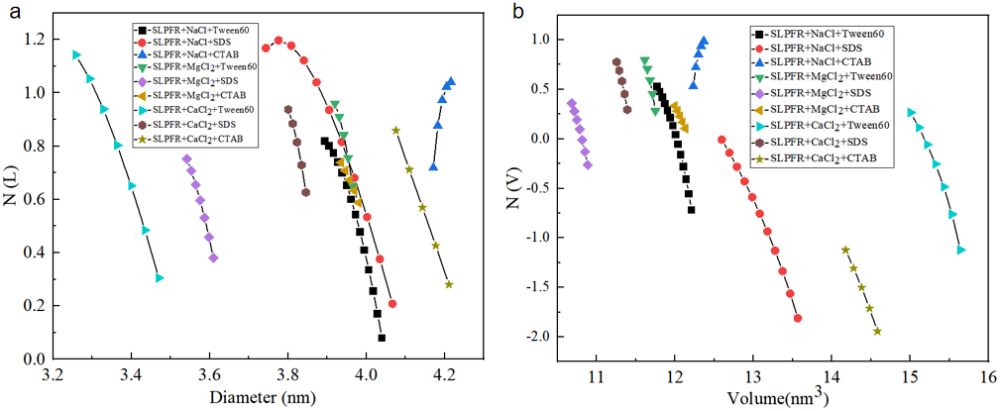 a
SLPFR+NaCl+Tween60
SLPFR+NaCl+SDS
SLPFR+NaCl+CTAB
SLPFR+MgCl2+Tween60
SLPFR+MgCl2+SDS
SLPFR+MgCl2+CTAB
SLPFR+CaCl2+Tween60
SLPFR+CaCl2+SDS
SLPFR+CaCl2+CTAB
1.2
1.0
0.8
0.6
0.4
0.2
0.0
N (L)
3.2 3.4 3.6 3.8 4.0 4.2
Diameter (nm)
b
SLPFR+NaCl+Tween60
SLPFR+NaCl+SDS
SLPFR+NaCl+CTAB
SLPFR+MgCl2+Tween60
SLPFR+MgCl2+SDS
SLPFR+MgCl2+CTAB
SLPFR+CaCl2+Tween60
SLPFR+CaCl2+SDS
SLPFR+CaCl2+CTAB
1.0
0.5
0.0
-0.5
-1.0
-1.5
-2.0
N (V)
11 12 13 14 15 16
Volume(nm3)